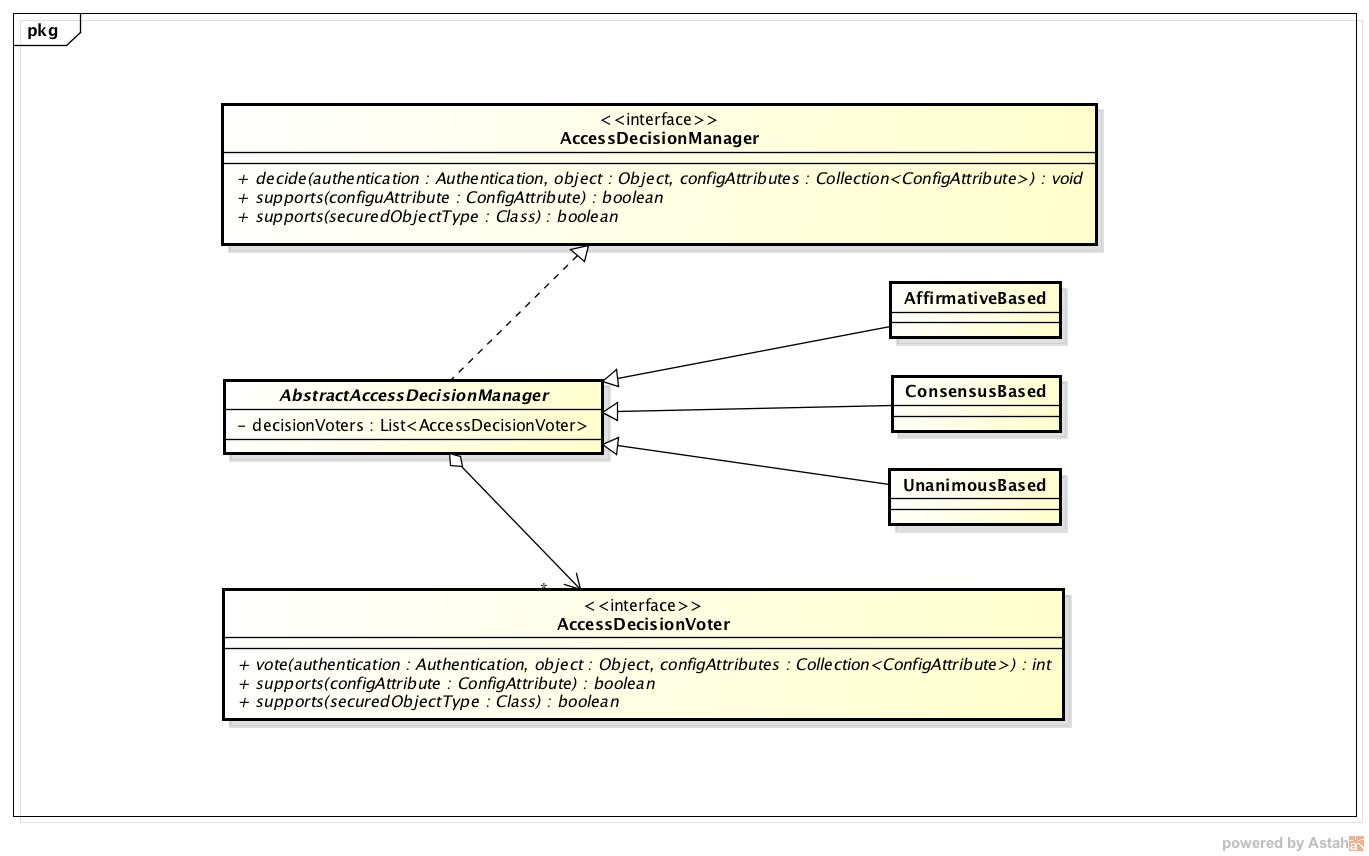 pkg
<<interface>>
AccessDecisionManager
+ decide(authentication : Authentication, object : Object, configAttributes : Collection<ConfigAttribute>) : void
+ supports(configuAttribute : ConfigAttribute) : boolean
+ supports(securedObjectType : Class) : boolean
AffirmativeBased
AbstractAccessDecisionManager
- decisionVoters : List<AccessDecisionVoter>
ConsensusBased
UnanimousBased
*
<<interface>>
AccessDecisionVoter
+ vote(authentication : Authentication, object : Object, configAttributes : Collection<ConfigAttribute>) : int
+ supports(configAttribute : ConfigAttribute) : boolean
+ supports(securedObjectType : Class) : boolean
powered by Astah